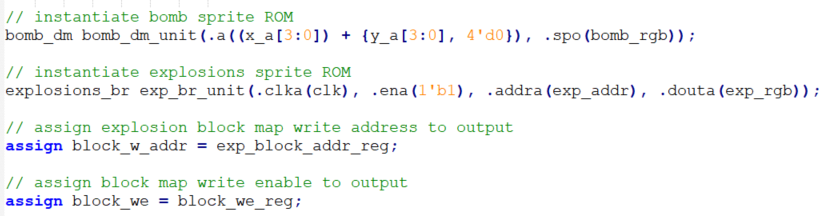 // instantiate bomb sprite ROM
bomb_dm bomb_dm_unit(.a((x_a[3:0]) + {y_a[3:0], 4'd0}), .spo(bomb_rgb));
// instantiate explosions sprite ROM
explosions_br exp_br_unit(.clka(clk), .ena(1'b1), .addra(exp_addr), .douta(exp_rgb));
// assign explosion block map write address to output
assign block_w_addr = exp_block_addr_reg;
// assign block map write enable to output
assign block_we = block_we_reg;